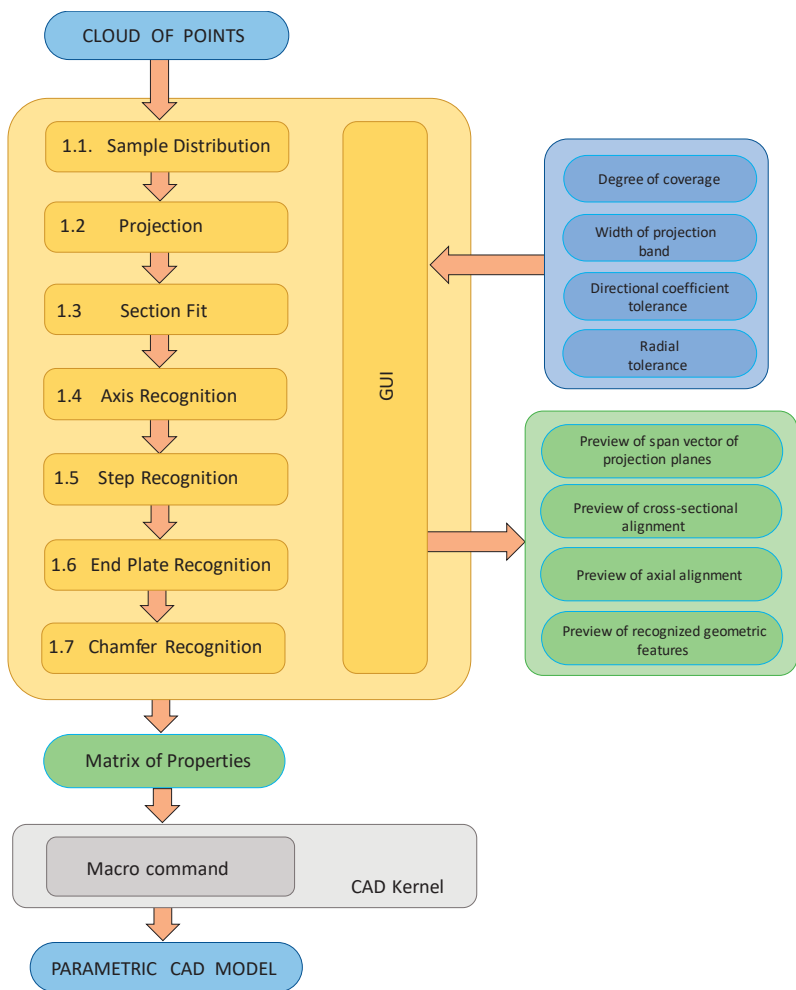 CLOUD OF POINTS
1.1. Sample Distribution
1.2 Projection
1.3 Section Fit
1.4 Axis Recognition
1.5 Step Recognition
1.6 End Plate Recognition
1.7 Chamfer Recognition
GUI
Degree of coverage
Width of projection
band
Directional coefficient
tolerance
Radial
tolerance
Preview of span vector of
projection planes
Preview of cross-sectional
alignment
Preview of axial alignment
Preview of recognized geometric
features
Matrix of Properties
Macro command
CAD Kernel
PARAMETRIC CAD MODEL